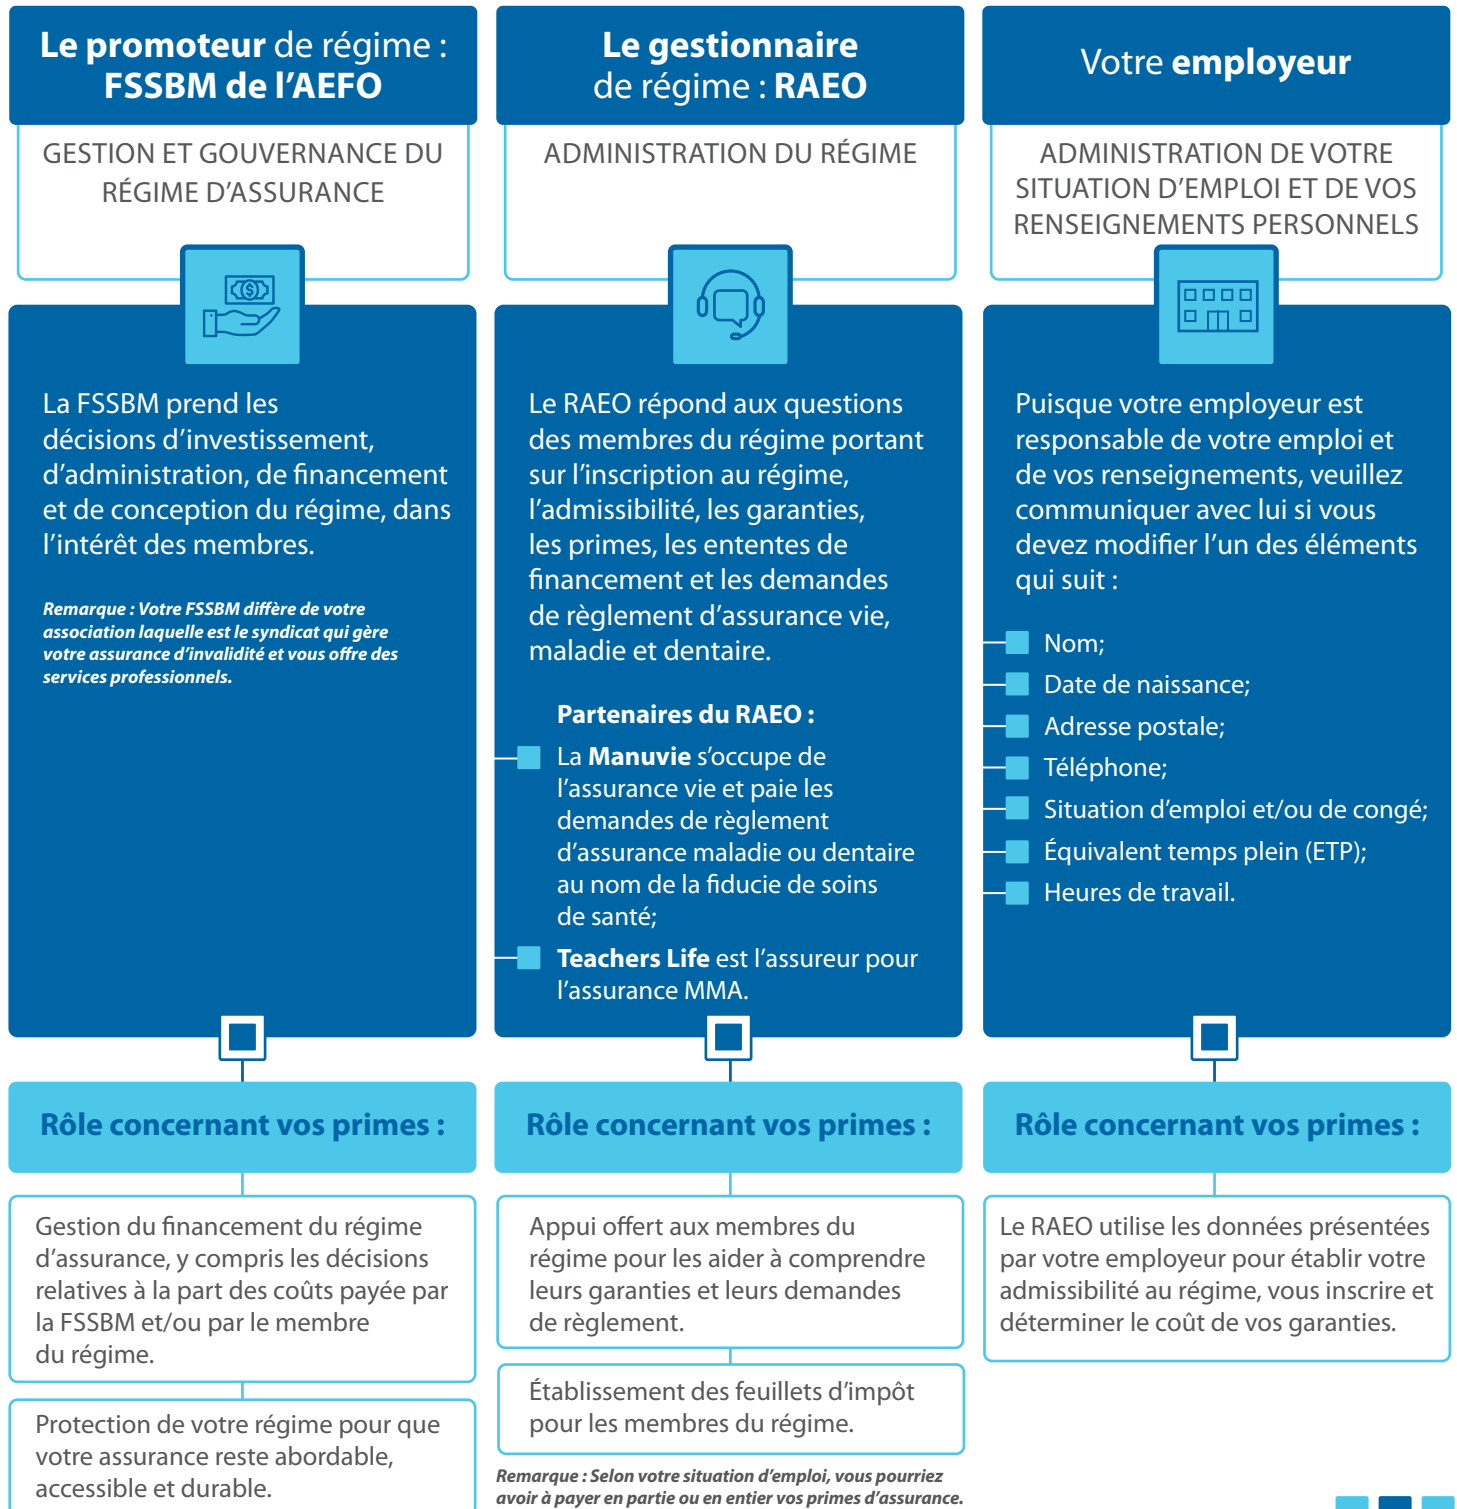 Le promoteur de régime :
FSSBM de l'AEFO
GESTION ET GOUVERNANCE DU
RÉGIME D'ASSURANCE
La FSSBM prend les
décisions d'investissement,
d'administration, de financement
et de conception du régime, dans
l'intérêt des membres.
Remarque : Votre FSSBM diffère de votre
association laquelle est le syndicat qui gère
votre assurance d'invalidité et vous offre des
services professionnels.
Rôle concernant vos primes :
Gestion du financement du régime
d'assurance, y compris les décisions
relatives à la part des coûts payée par
la FSSBM et/ou par le membre
du régime.
Protection de votre régime pour que
votre assurance reste abordable,
accessible et durable.
Le gestionnaire
de régime : RAEO
ADMINISTRATION DU RÉGIME
Le RAEO répond aux questions
des membres du régime portant
sur l'inscription au régime,
l'admissibilité, les garanties,
les primes, les ententes de
financement et les demandes
de règlement d'assurance vie,
maladie et dentaire.
Partenaires du RAEO :
La Manuvie s'occupe de
l'assurance vie et paie les
demandes de règlement
d'assurance maladie ou dentaire
au nom de la fiducie de soins
de santé;
Teachers Life est l'assureur pour
l'assurance MMA.
Rôle concernant vos primes :
Appui offert aux membres du
régime pour les aider à comprendre
leurs garanties et leurs demandes
de règlement.
Établissement des feuillets d'impôt
pour les membres du régime.
Remarque : Selon votre situation d'emploi, vous pourriez
avoir à payer en partie ou en entier vos primes d'assurance.
Votre employeur
ADMINISTRATION DE VOTRE
SITUATION D'EMPLOI ET DE VOS
RENSEIGNEMENTS PERSONNELS
Puisque votre employeur est
responsable de votre emploi et
de vos renseignements, veuillez
communiquer avec lui si vous
devez modifier l'un des éléments
qui suit :
Nom;
Date de naissance;
Adresse postale;
Téléphone;
Situation d'emploi et/ou de congé;
Équivalent temps plein (ETP);
Heures de travail.
Rôle concernant vos primes :
Le RAEO utilise les données présentées
par votre employeur pour établir votre
admissibilité au régime, vous inscrire et
déterminer le coût de vos garanties.